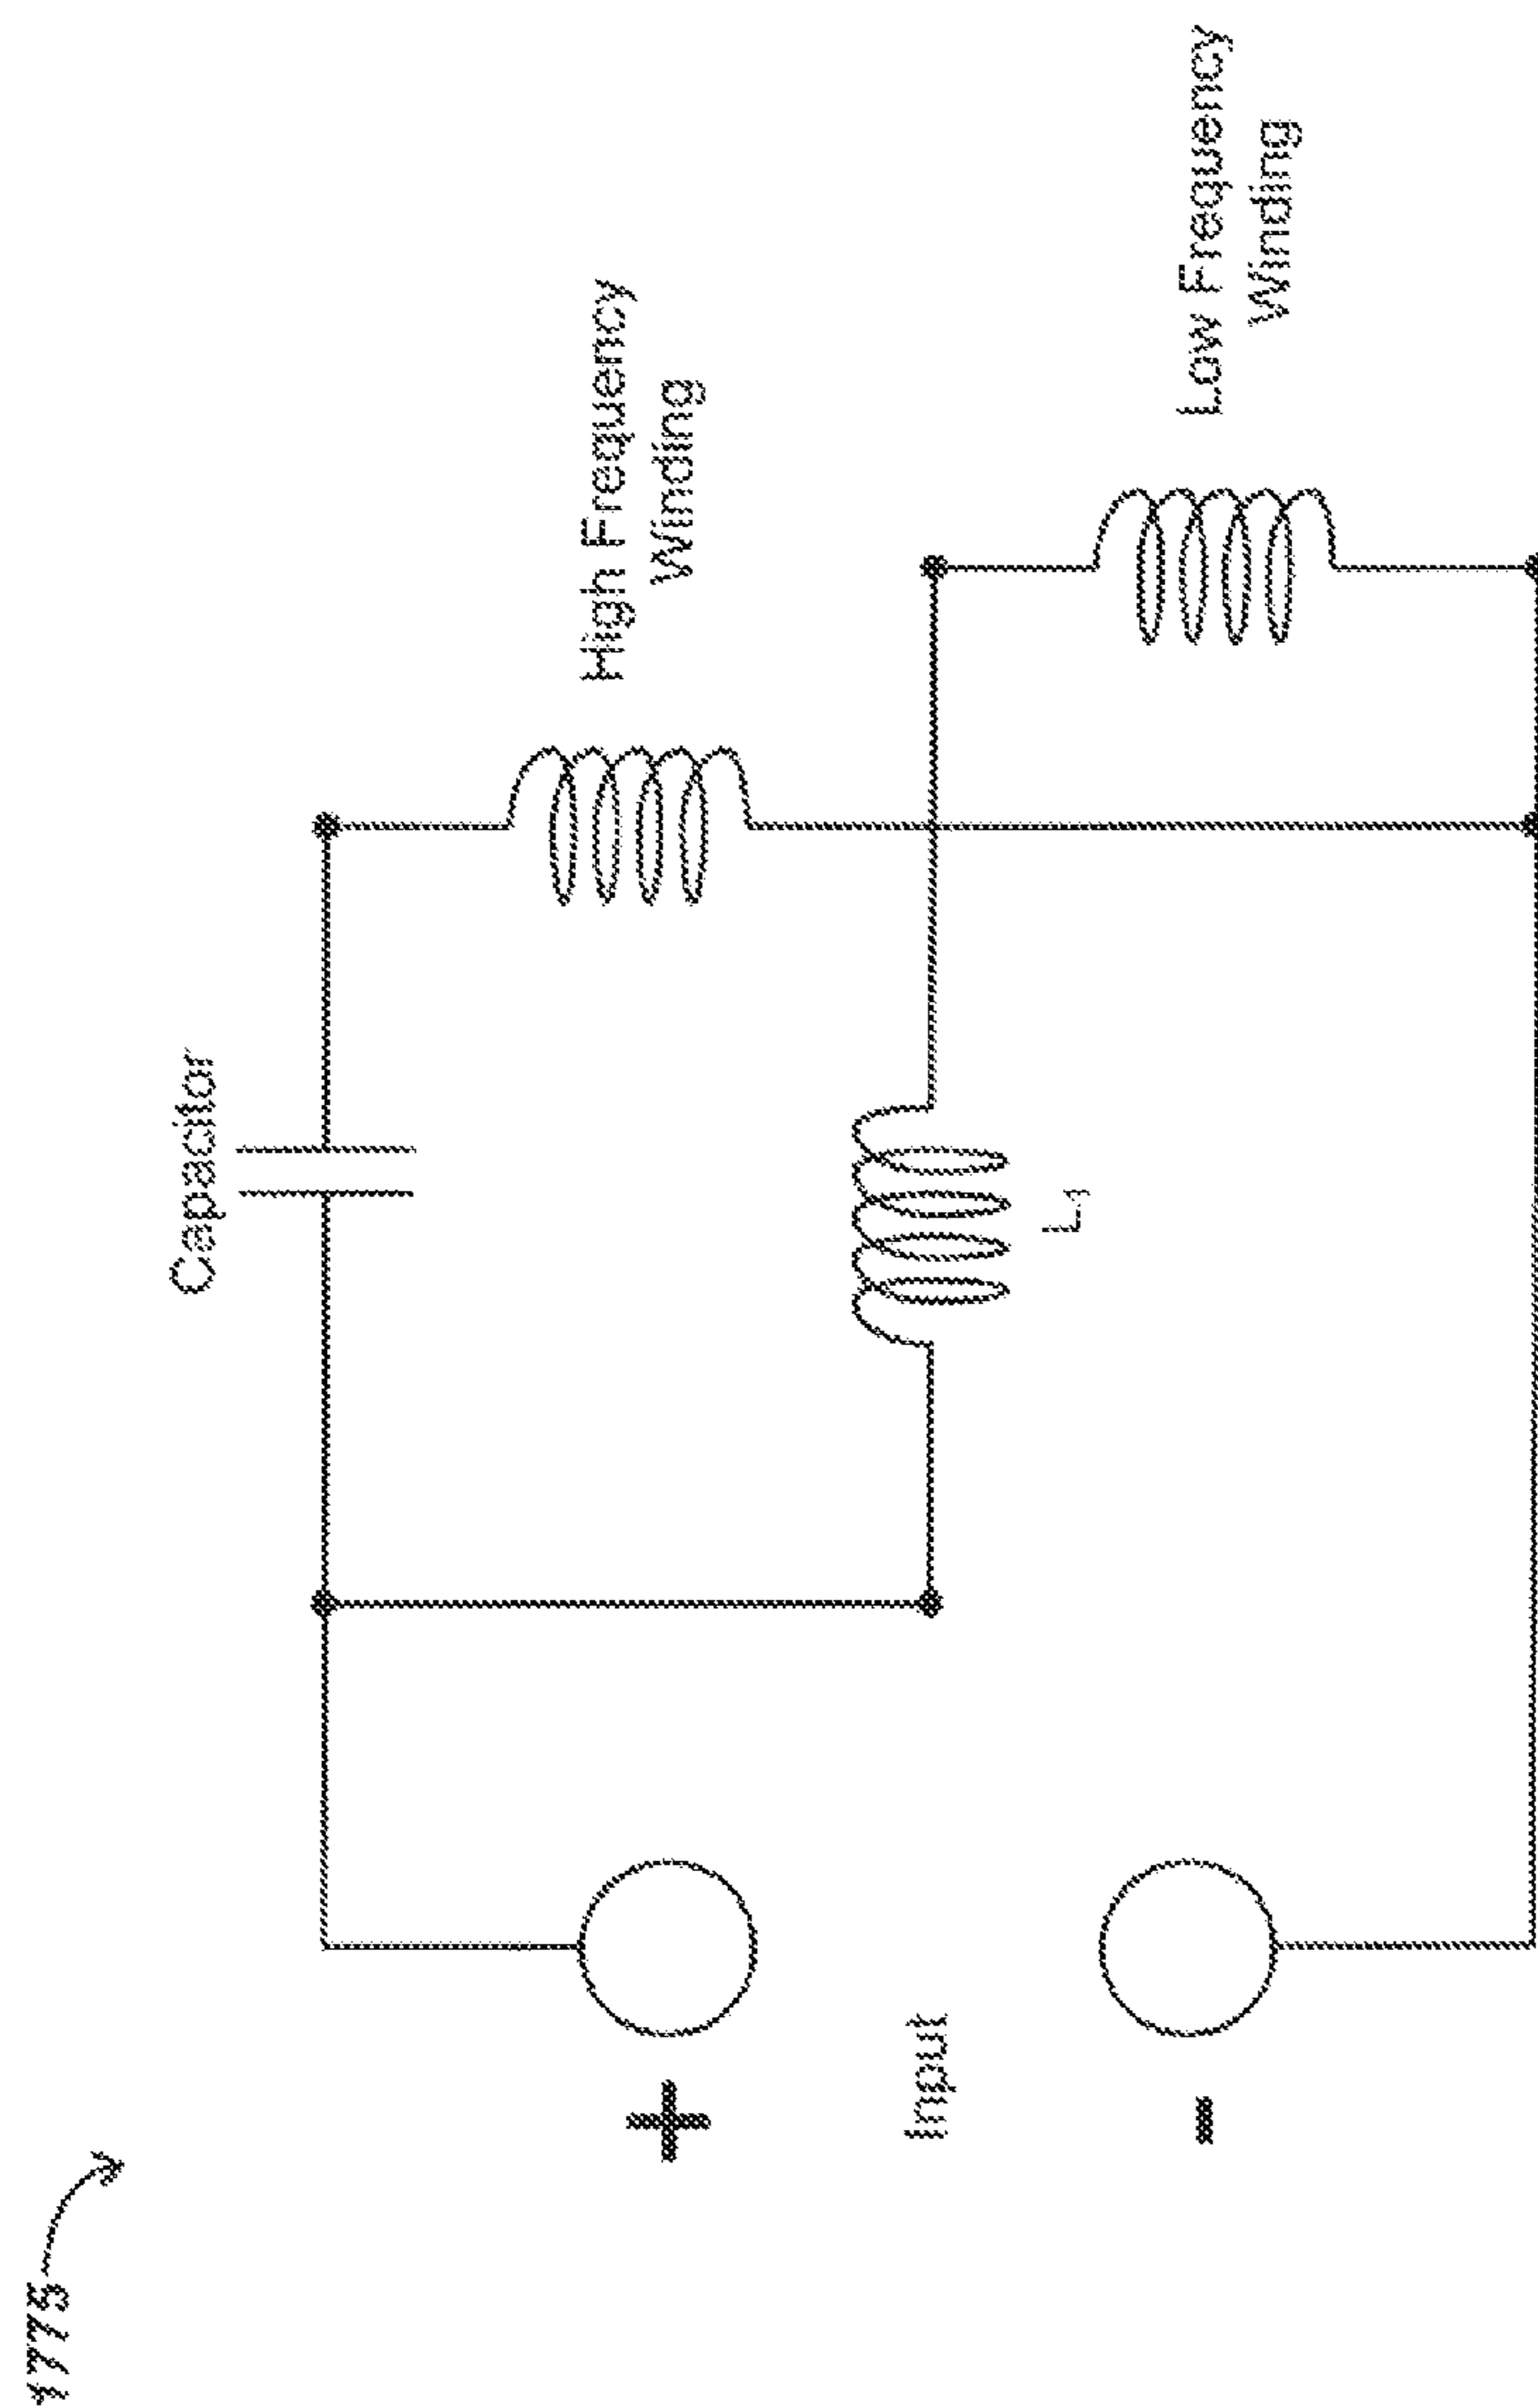 1775
Capacitor
High Frequency
Winding
L1
Low Frequency
Winding
+
Input
-